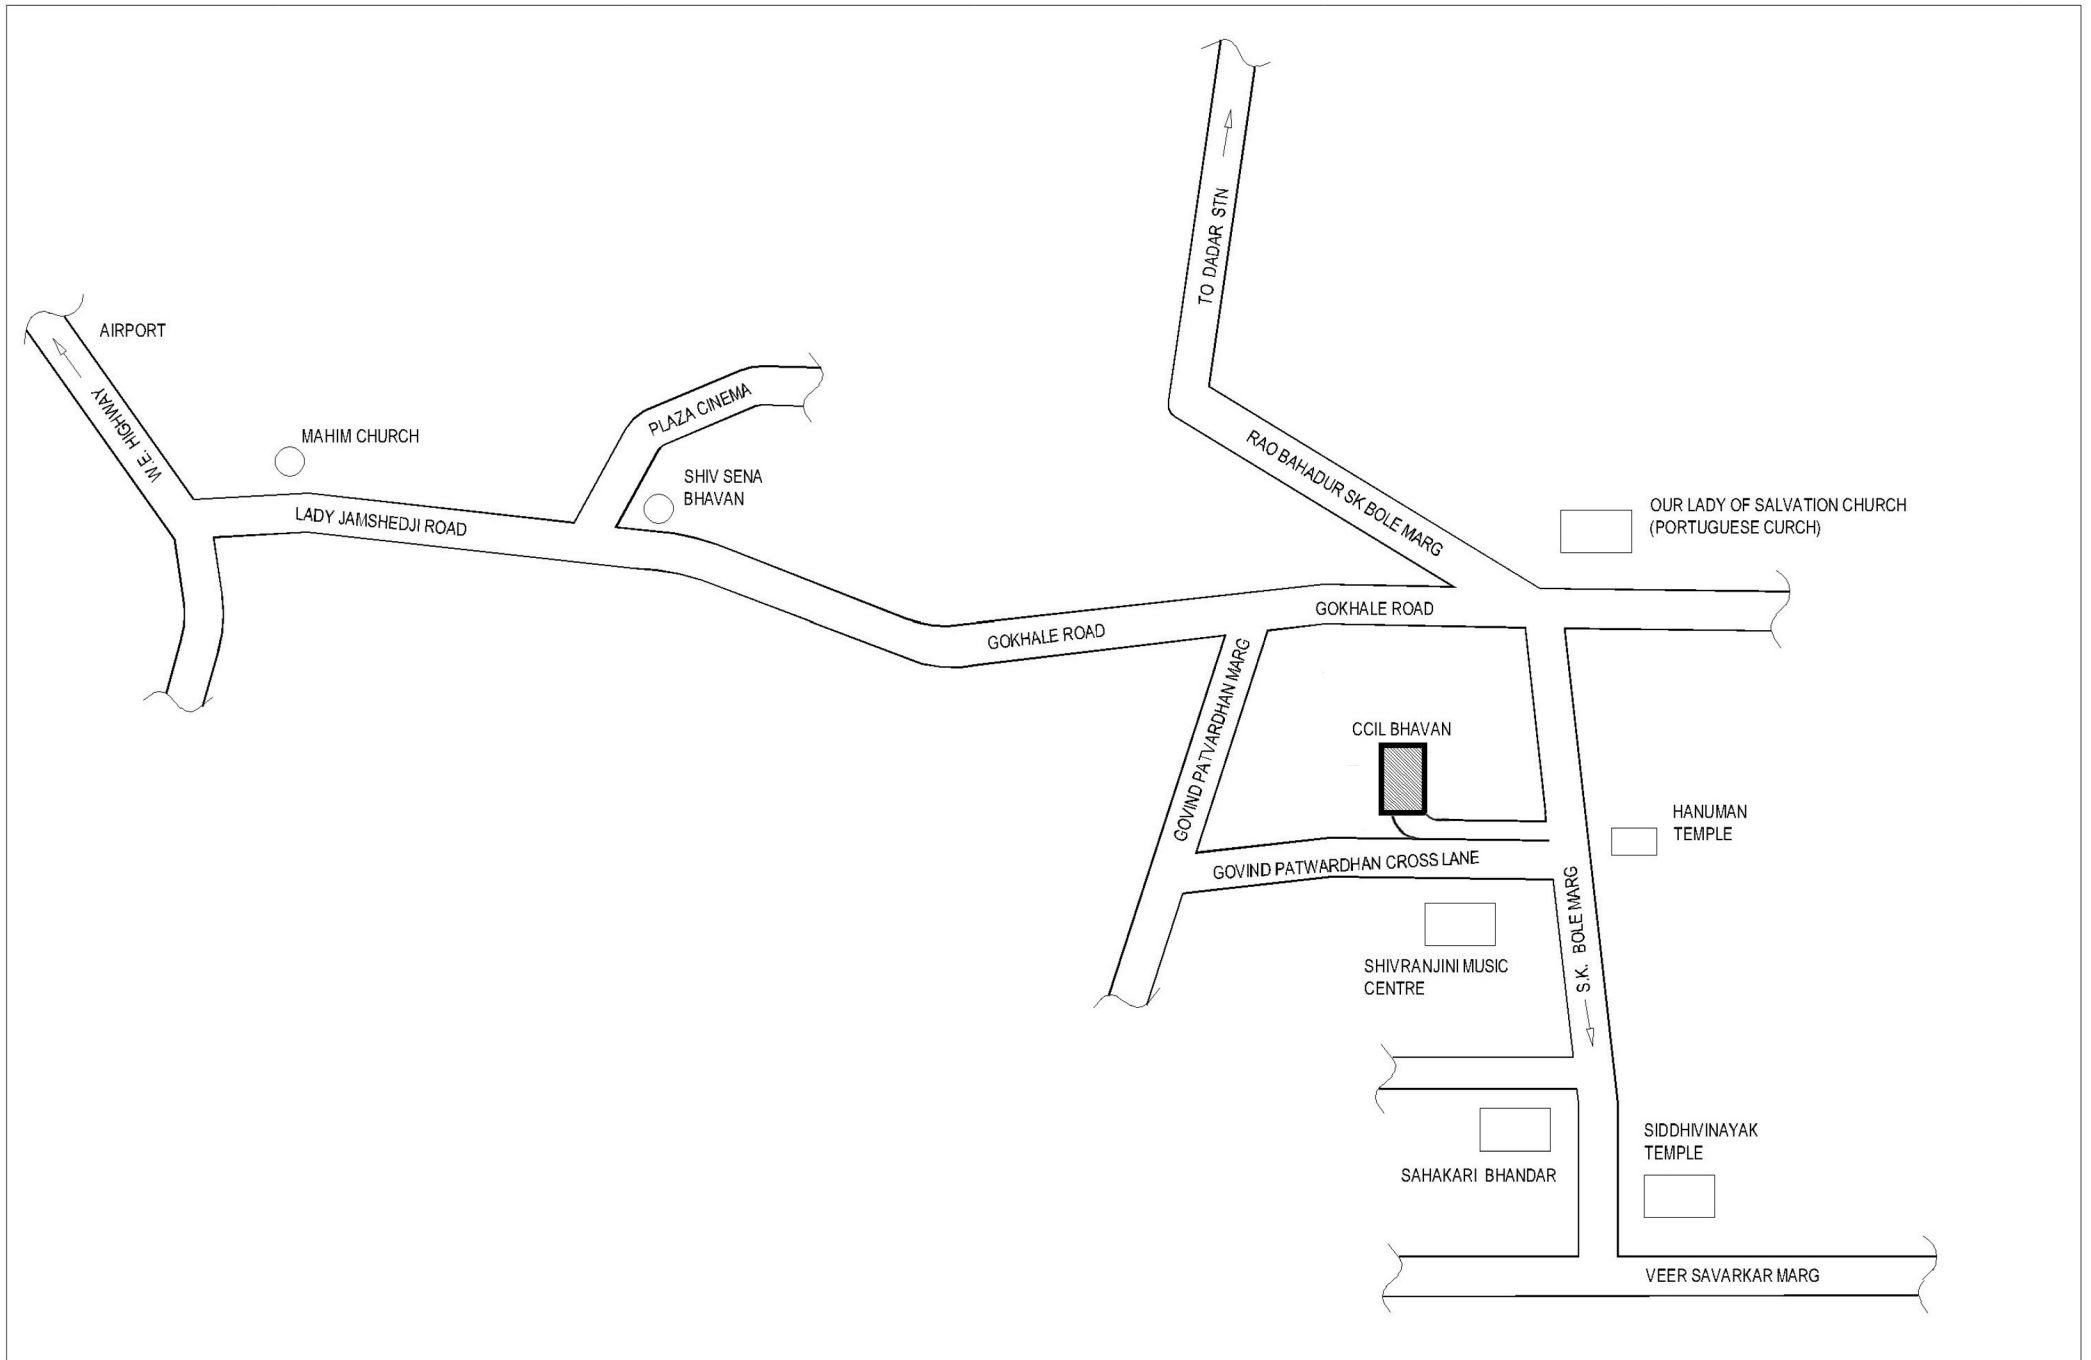 TO DADAR STN
AIRPORT
W.E. HIGHWAY
MAHIM CHURCH
PLAZA CINEMA
SHIV SENA
BHAVAN
LADY JAMSHEDJI ROAD
RAO BAHADUR SK BOLE MARG
OUR LADY OF SALVATION CHURCH
(PORTUGUESE CURCH)
GOKHALE ROAD
GOKHALE ROAD
GOVIND PATVARDHAN MARG
CCIL BHAVAN
HANUMAN
TEMPLE
GOVIND PATWARDHAN CROSS LANE
S.K. BOLE MARG
SHIVRANJINI MUSIC
CENTRE
SIDDHIVINAYAK
TEMPLE
SAHAKARI BHANDAR
VEER SAVARKAR MARG